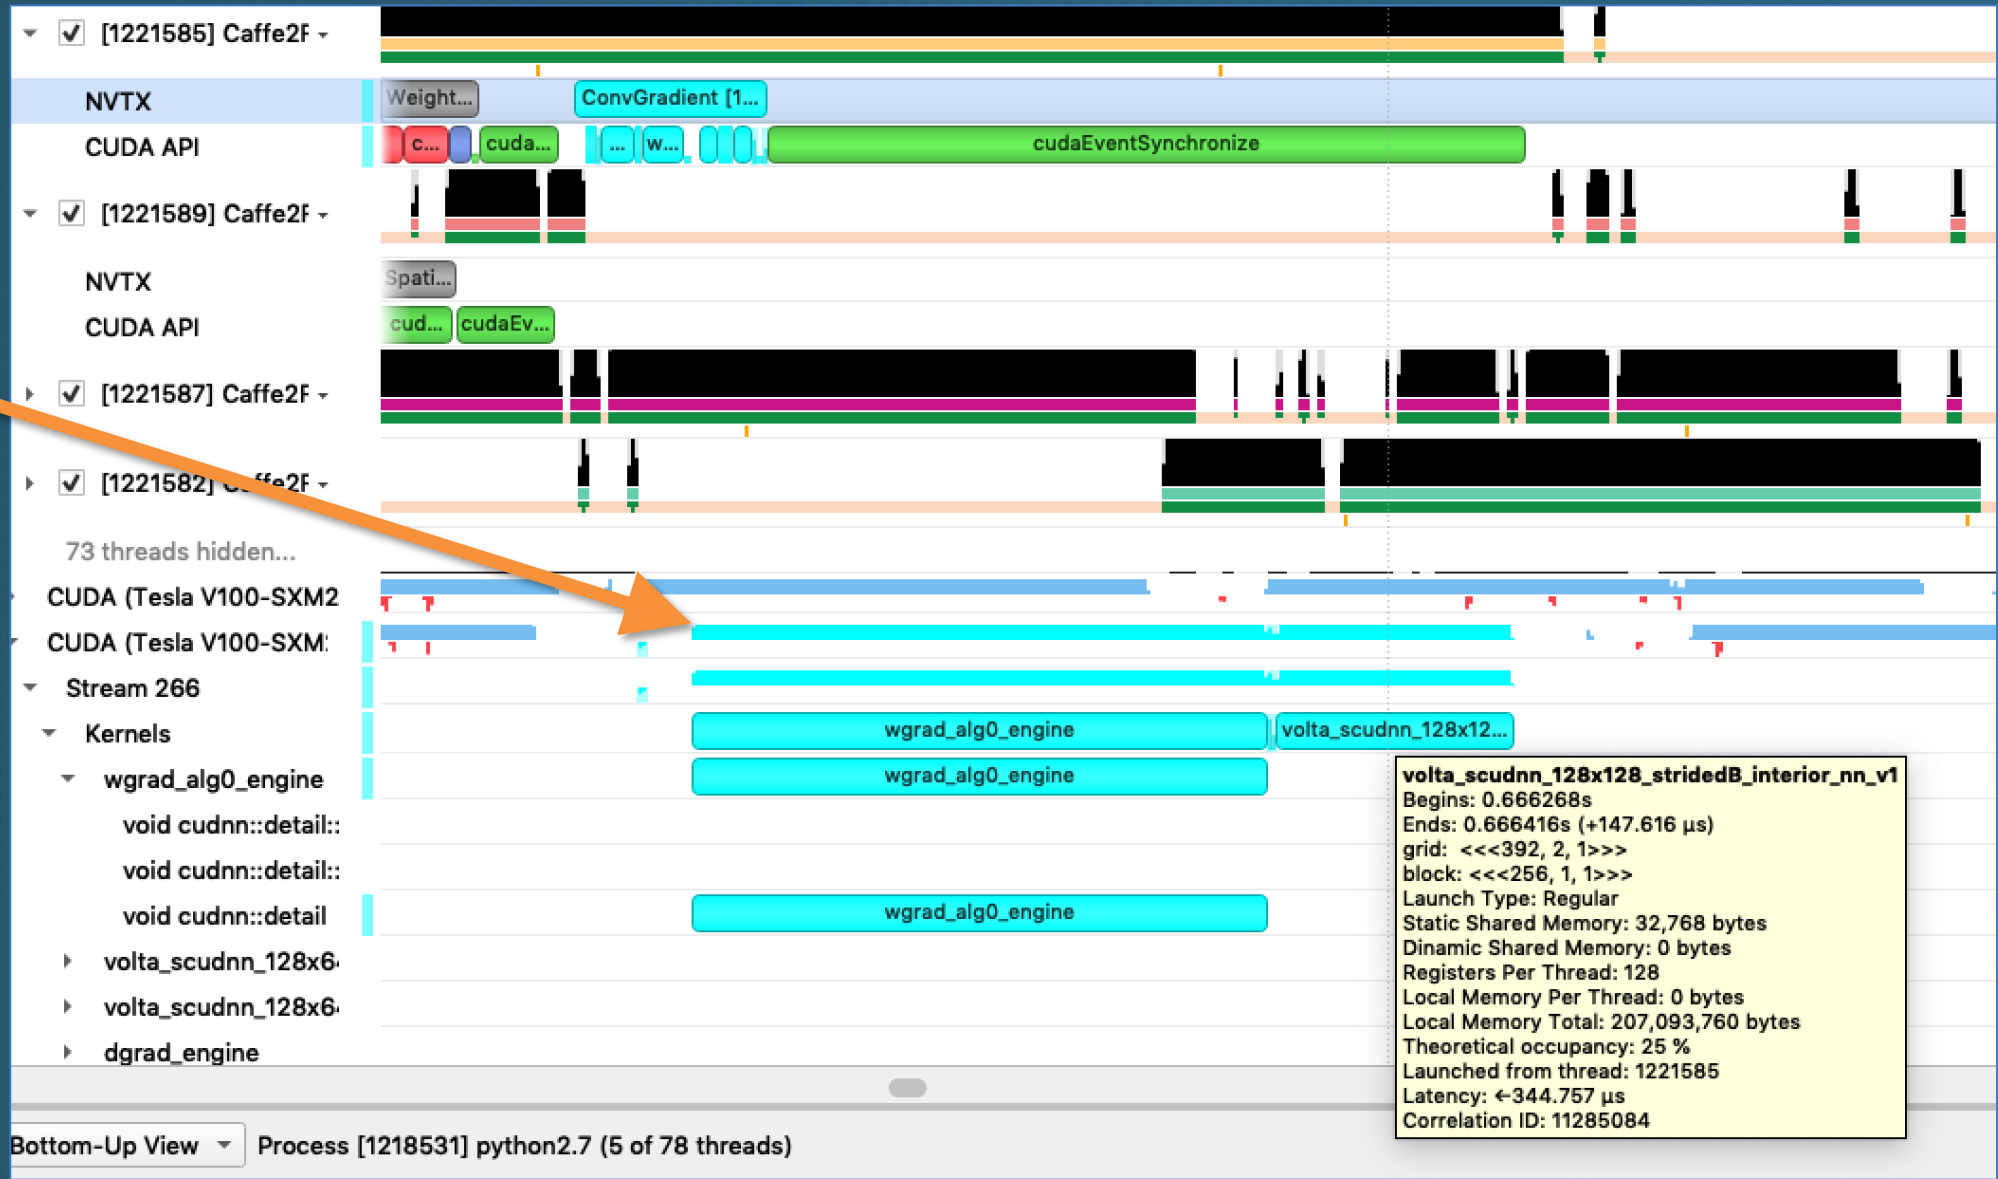 [1221585] Caffe2F
NVTX
Weight...
ConvGradient [1...
CUDA API
c...
cuda...
...
w...
cudaEventSynchronize
[1221589] Caffe2F
NVTX
Spati...
CUDA API
cud...
cudaEv...
[1221587] Caffe2F
[1221582] Caffe2F
73 threads hidden...
CUDA (Tesla V100-SXM2
CUDA (Tesla V100-SXM:
Stream 266
Kernels
wgrad_alg0_engine
volta_scudnn_128x12...
wgrad_alg0_engine
wgrad_alg0_engine
void cudnn::detail::
void cudnn::detail::
void cudnn::detail
wgrad_alg0_engine
volta_scudnn_128x6
volta_scudnn_128x6
dgrad_engine
volta_scudnn_128x128_stridedB_interior_nn_v1
Begins: 0.666268s
Ends: 0.666416s (+147.616 μs)
grid: <<<392, 2, 1>>>
block: <<<256, 1, 1>>>
Launch Type: Regular
Static Shared Memory: 32,768 bytes
Dinamic Shared Memory: 0 bytes
Registers Per Thread: 128
Local Memory Per Thread: 0 bytes
Local Memory Total: 207,093,760 bytes
Theoretical occupancy: 25 %
Launched from thread: 1221585
Latency: ←344.757 μs
Correlation ID: 11285084
Bottom-Up View
Process [1218531] python2.7 (5 of 78 threads)